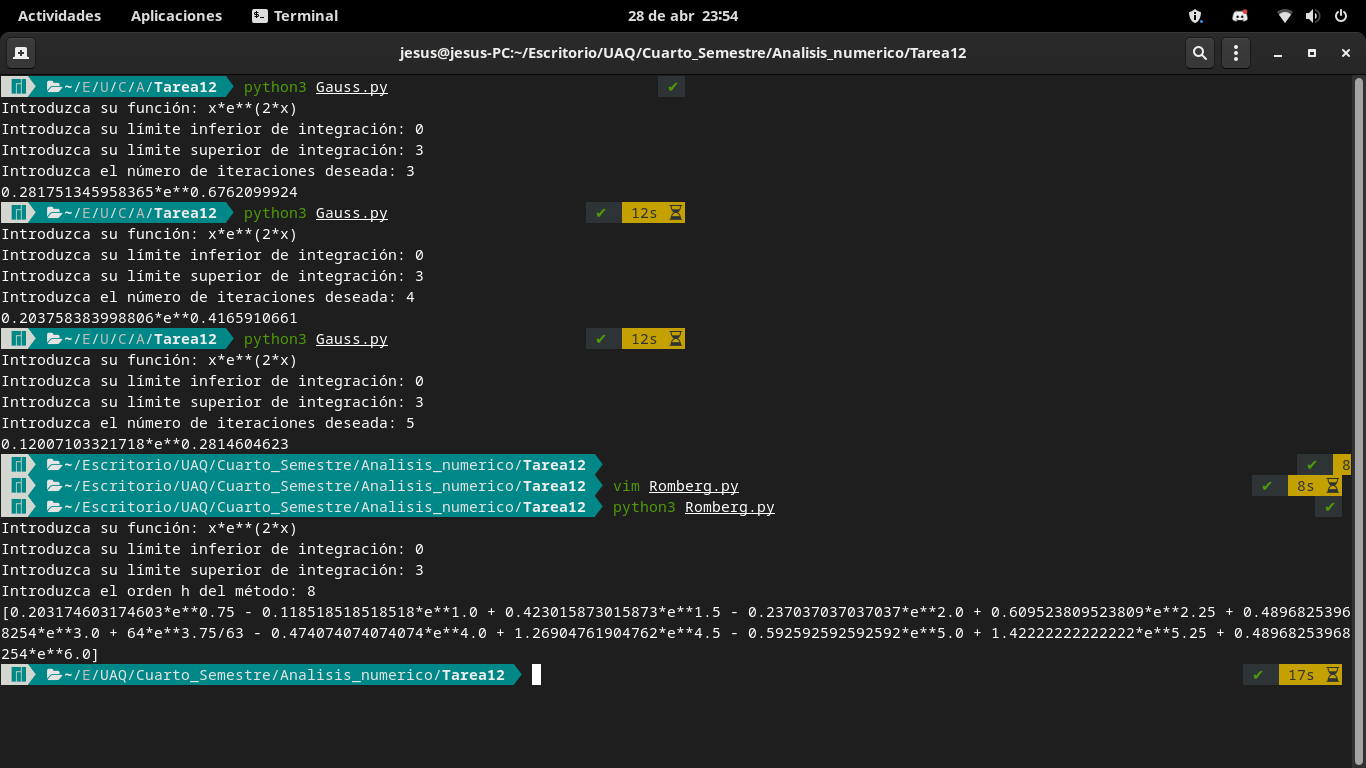 Actividades Aplicaciones Terminal 28 de abr 23:54
jesus@jesus-PC:~/Escritorio/UAQ/Cuarto_Semestre/Analisis_numerico/Tarea12
~/E/U/C/A/Tarea12 python3 Gauss.py ✔
Introduzca su función: x*e**(2*x)
Introduzca su límite inferior de integración: 0
Introduzca su límite superior de integración: 3
Introduzca el número de iteraciones deseada: 3
0.281751345958365*e**0.6762099924
~/E/U/C/A/Tarea12 python3 Gauss.py ✔ 12s
Introduzca su función: x*e**(2*x)
Introduzca su límite inferior de integración: 0
Introduzca su límite superior de integración: 3
Introduzca el número de iteraciones deseada: 4
0.203758383998806*e**0.4165910661
~/E/U/C/A/Tarea12 python3 Gauss.py ✔ 12s
Introduzca su función: x*e**(2*x)
Introduzca su límite inferior de integración: 0
Introduzca su límite superior de integración: 3
Introduzca el número de iteraciones deseada: 5
0.12007103321718*e**0.2814604623
~/Escritorio/UAQ/Cuarto_Semestre/Analisis_numerico/Tarea12 ✔ 8
~/Escritorio/UAQ/Cuarto_Semestre/Analisis_numerico/Tarea12 vim Romberg.py ✔ 8s
~/Escritorio/UAQ/Cuarto_Semestre/Analisis_numerico/Tarea12 python3 Romberg.py ✔
Introduzca su función: x*e**(2*x)
Introduzca su límite inferior de integración: 0
Introduzca su límite superior de integración: 3
Introduzca el orden h del método: 8
[0.203174603174603*e**0.75 - 0.118518518518518*e**1.0 + 0.423015873015873*e**1.5 - 0.237037037037037*e**2.0 + 0.609523809523809*e**2.25 + 0.4896825396
8254*e**3.0 + 64*e**3.75/63 - 0.474074074074074*e**4.0 + 1.26904761904762*e**4.5 - 0.592592592592592*e**5.0 + 1.42222222222222*e**5.25 + 0.48968253968
254*e**6.0]
~/E/UAQ/Cuarto_Semestre/Analisis_numerico/Tarea12 ✔ 17s